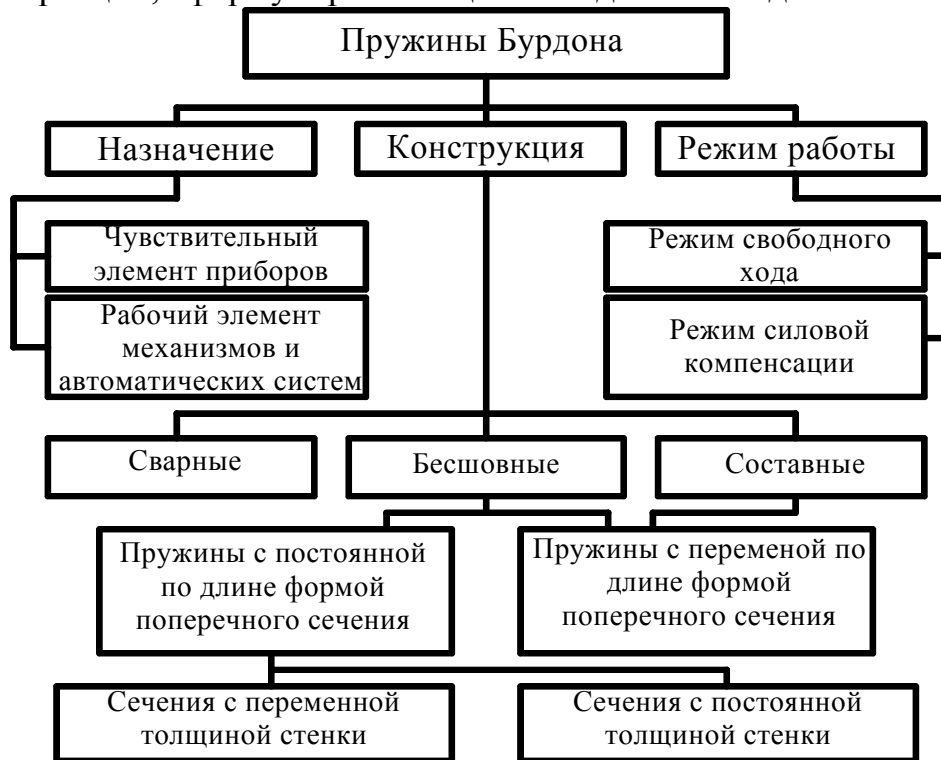 Пружины Бурдона
Назначение
Конструкция
Режим работы
Чувствительный
элемент приборов
Режим свободного
хода
Рабочий элемент
механизмов и
автоматических систем
Режим силовой
компенсации
Сварные
Бесшовные
Составные
Пружины с постоянной
по длине формой
поперечного сечения
Пружины с переменой по
длине формой
поперечного сечения
Сечения с переменной
толщиной стенки
Сечения с постоянной
толщиной стенки